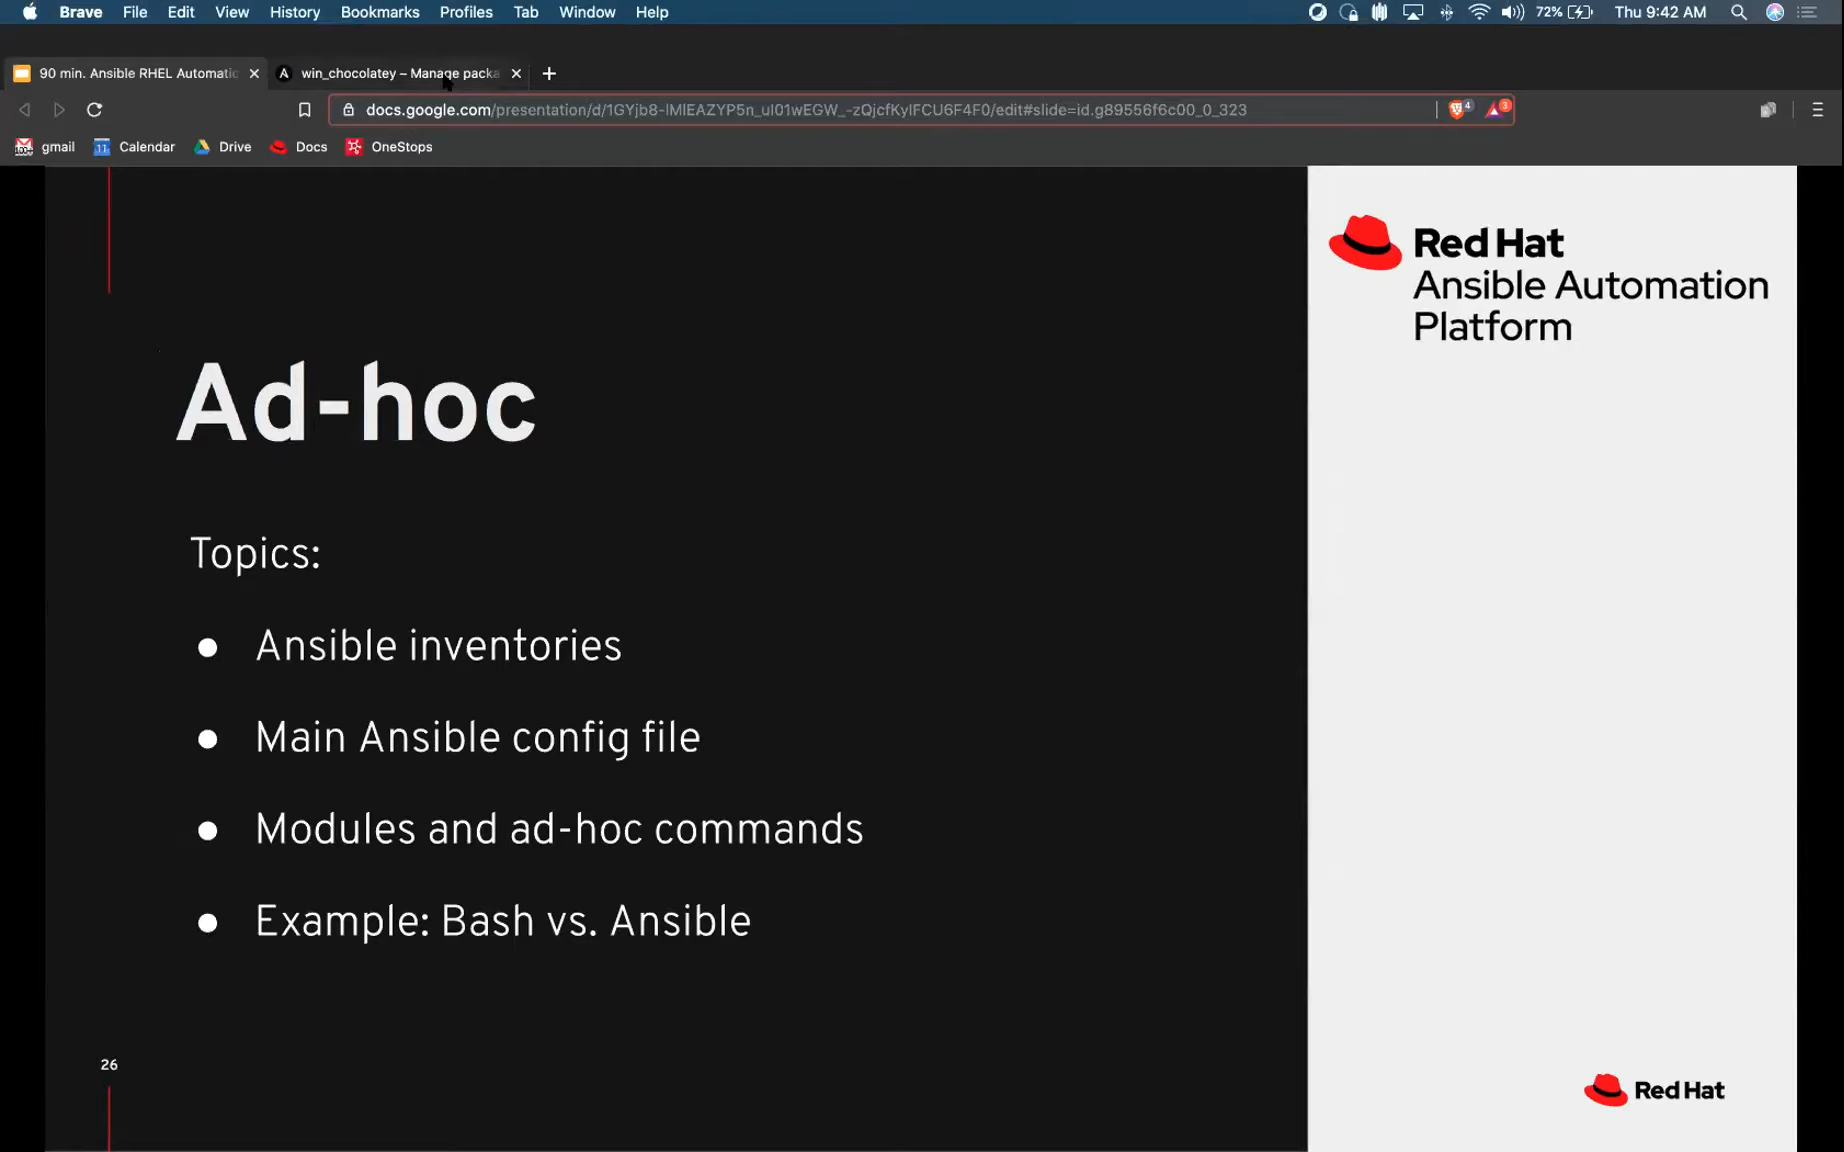 Brave File Edit View History Bookmarks Profiles Tab Window Help 72% Thu 9:42 AM
90 min. Ansible RHEL Automatic win_chocolatey – Manage packa
docs.google.com/presentation/d/1GYjb8-lMlEAZYP5n_ul01wEGW_-zQjcfKylFCU6F4F0/edit#slide=id.g89556f6c00_0_323 4 3
gmail Calendar Drive Docs OneStops
Red Hat
Ansible Automation
Platform
Ad-hoc
Topics:
● Ansible inventories
● Main Ansible config file
● Modules and ad-hoc commands
● Example: Bash vs. Ansible
26
Red Hat